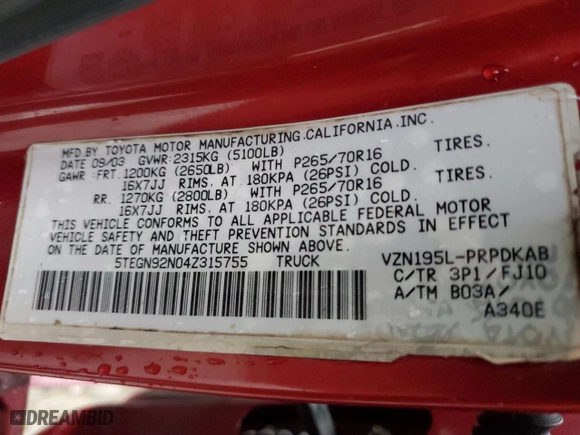 MFD BY TOYOTA MOTOR MANUFACTURING,CALIFORNIA.INC.
DATE 09/03 GVWR:2315KG (5100LB)
GAWR :FRT.1200KG (2650LB) WITH P265/70R16 TIRES.
16X7JJ RIMS. AT 180KPA (26PSI) COLD.
RR. 1270KG (2800LB) WITH P265/70R16 TIRES.
16X7JJ RIMS. AT 180KPA (26PSI) COLD.
THIS VEHICLE CONFORMS TO ALL APPLICABLE FEDERAL MOTOR
VEHICLE SAFETY AND THEFT PREVENTION STANDARDS IN EFFECT
ON THE DATE OF MANUFACTURE SHOWN ABOVE.
5TEGN92N04Z315755 TRUCK
VZN195L-PRPDKAB
C/TR 3P1/FJ10
A/TM B03A/
A340E
DREAMBID